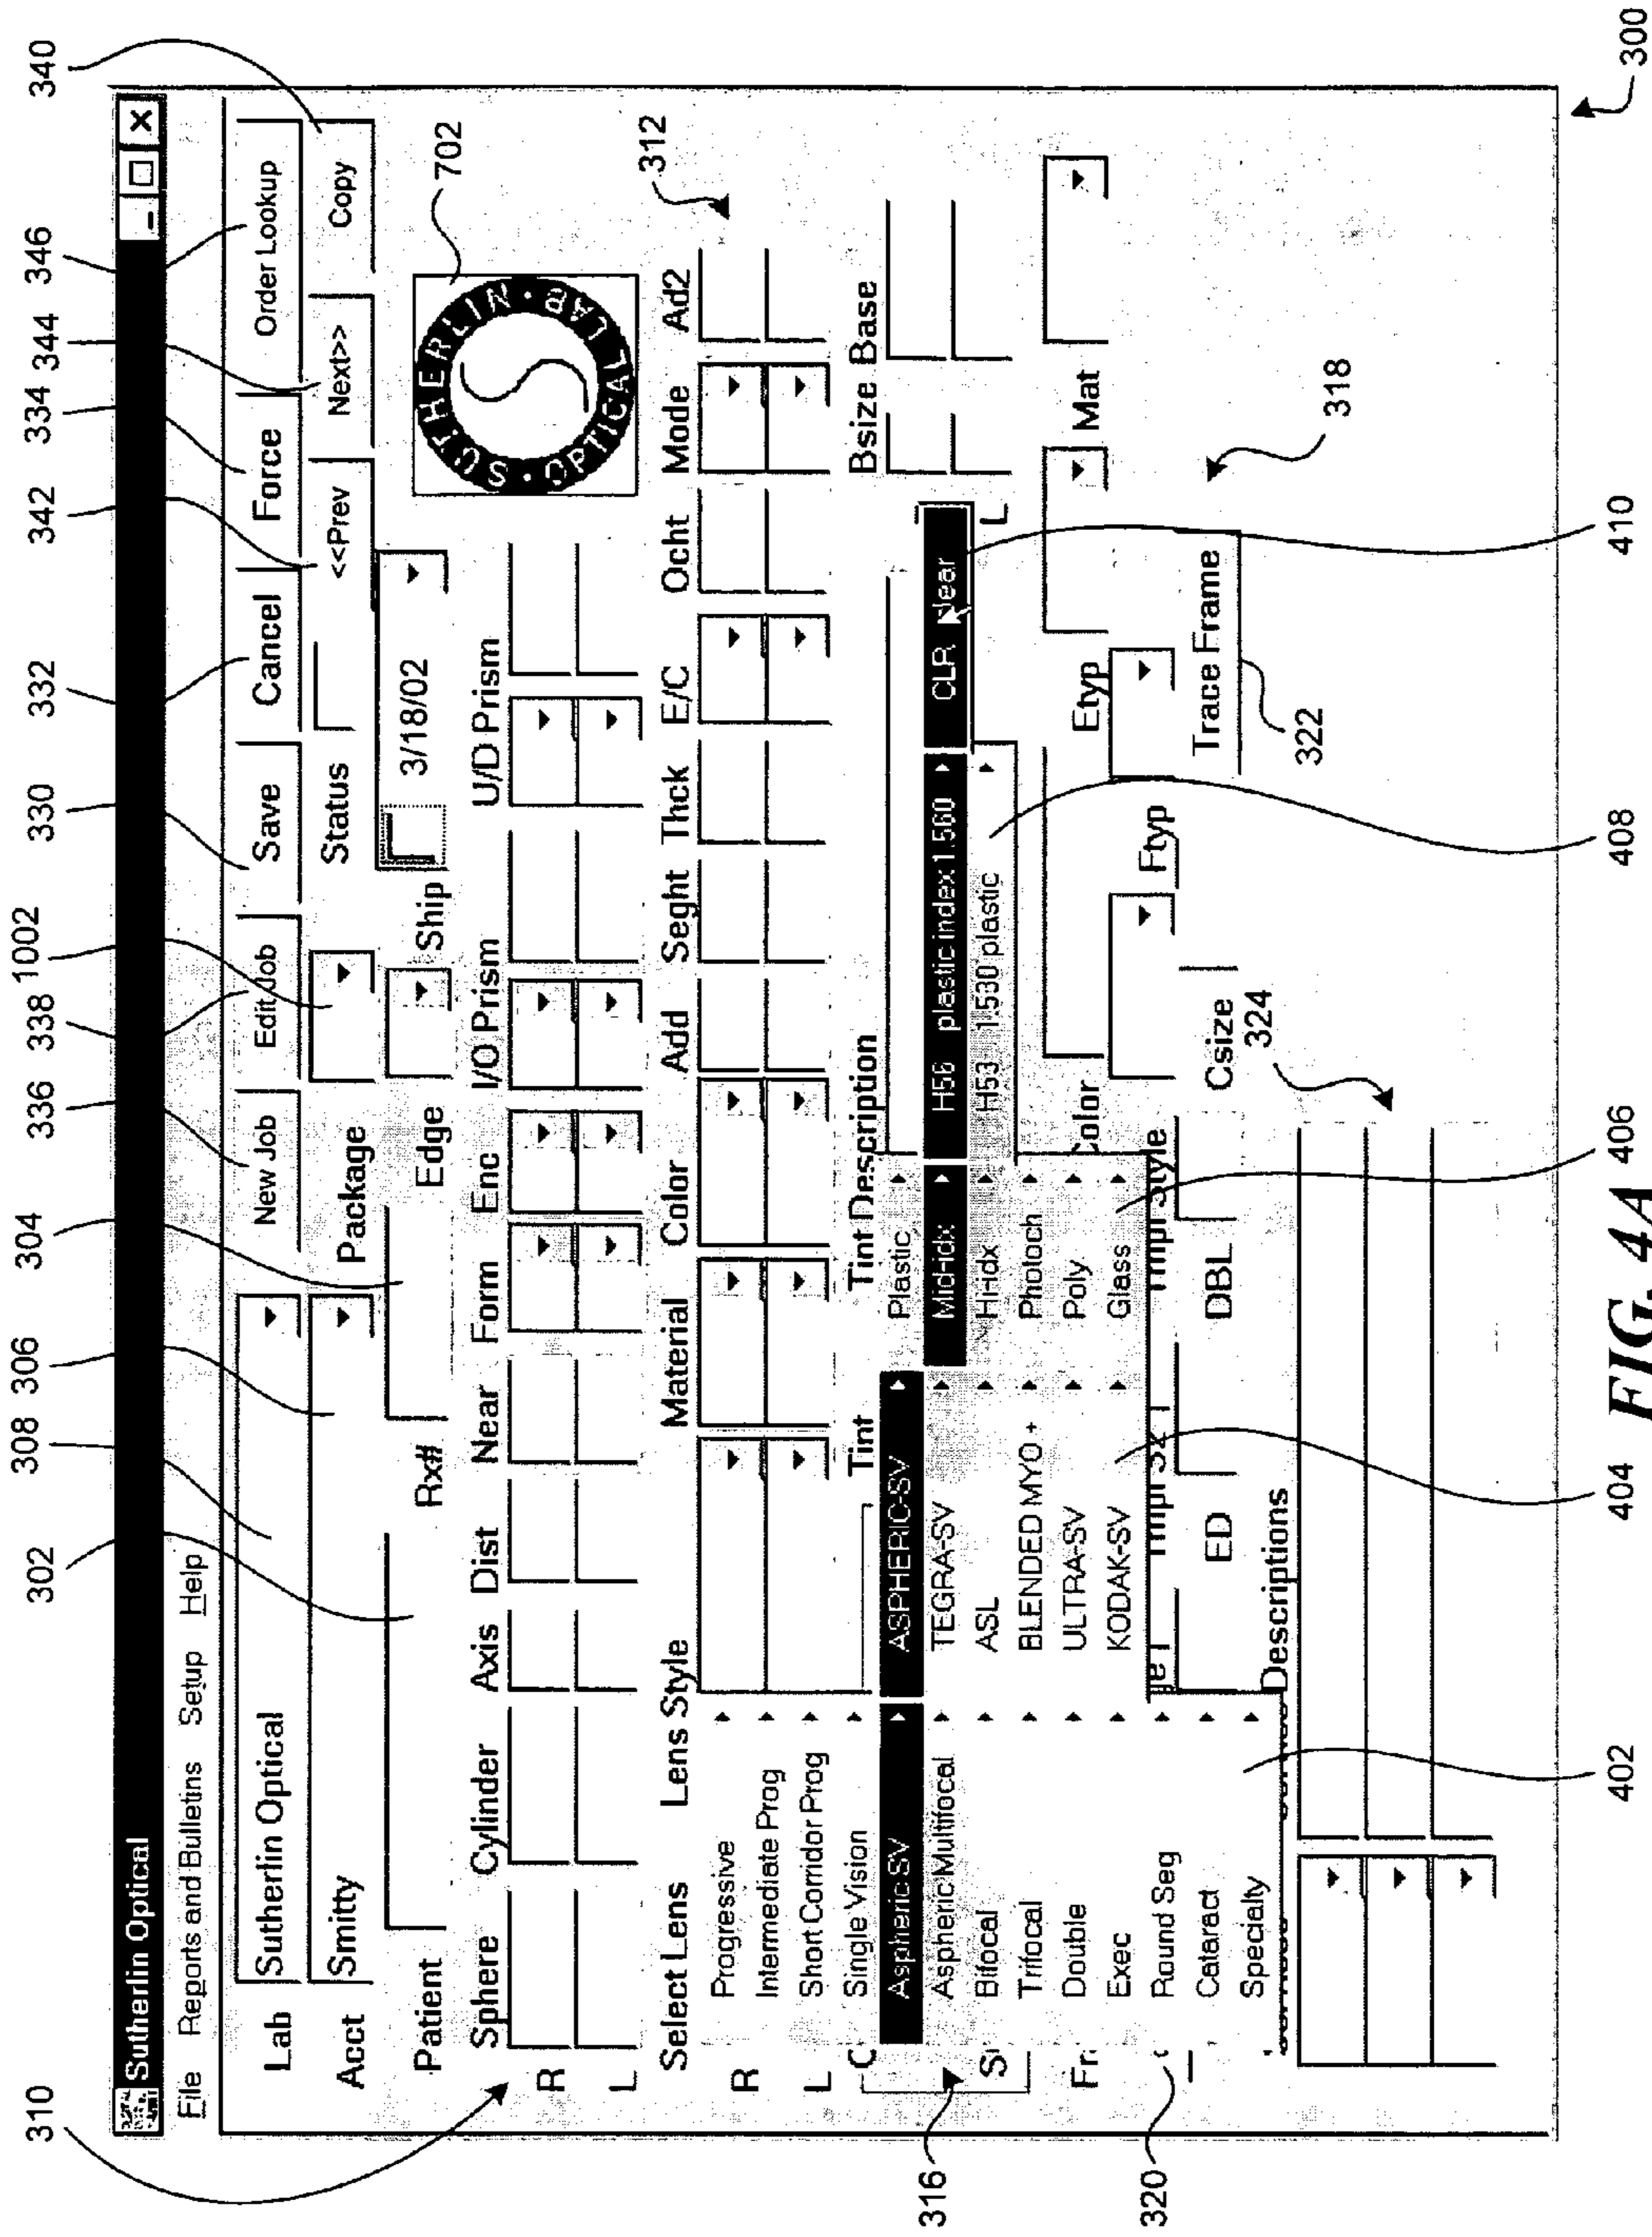 308 306 304 336 338 1002 330 332 342 334 344 346 340
302
310
Sutherlin Optical
File Reports and Bulletins Setup Help
Lab Sutherlin Optical New Job Edit Job Save Cancel Force Order Lookup
Acct Smitty Package Status <<Prev Next>> Copy
Patient Rx# Edge Ship 3/18/02
SUTHERLIN · OPTICAL LAB ·
702
Sphere Cylinder Axis Dist Near Form Enc I/O Prism U/D Prism
R
L
312
Select Lens Lens Style Material Color Add Seght Thck E/C Ocht Mode Ad2
R
L
Tint Tint Description Bsize Base
Progressive
Intermediate Prog
Short Corridor Prog
Single Vision
Aspheric SV
Aspheric Multifocal
Bifocal
Trifocal
Double
Exec
Round Seg
Cataract
Specialty
ASPHERIC-SV
TEGRA-SV
ASL
BLENDED MYO +
ULTRA-SV
KODAK-SV
Plastic
Mid-Idx
Hi-Idx
Photoch
Poly
Glass
H56 plastic index 1.560
H53 1.530 plastic
CLR
L
316
320
Color Etyp Mat
Ftyp
Tmpl Sz Tmpl Style
ED DBL Csize Trace Frame
318
322
324
Descriptions
402 404 406 408 410
300
FIG. 4A